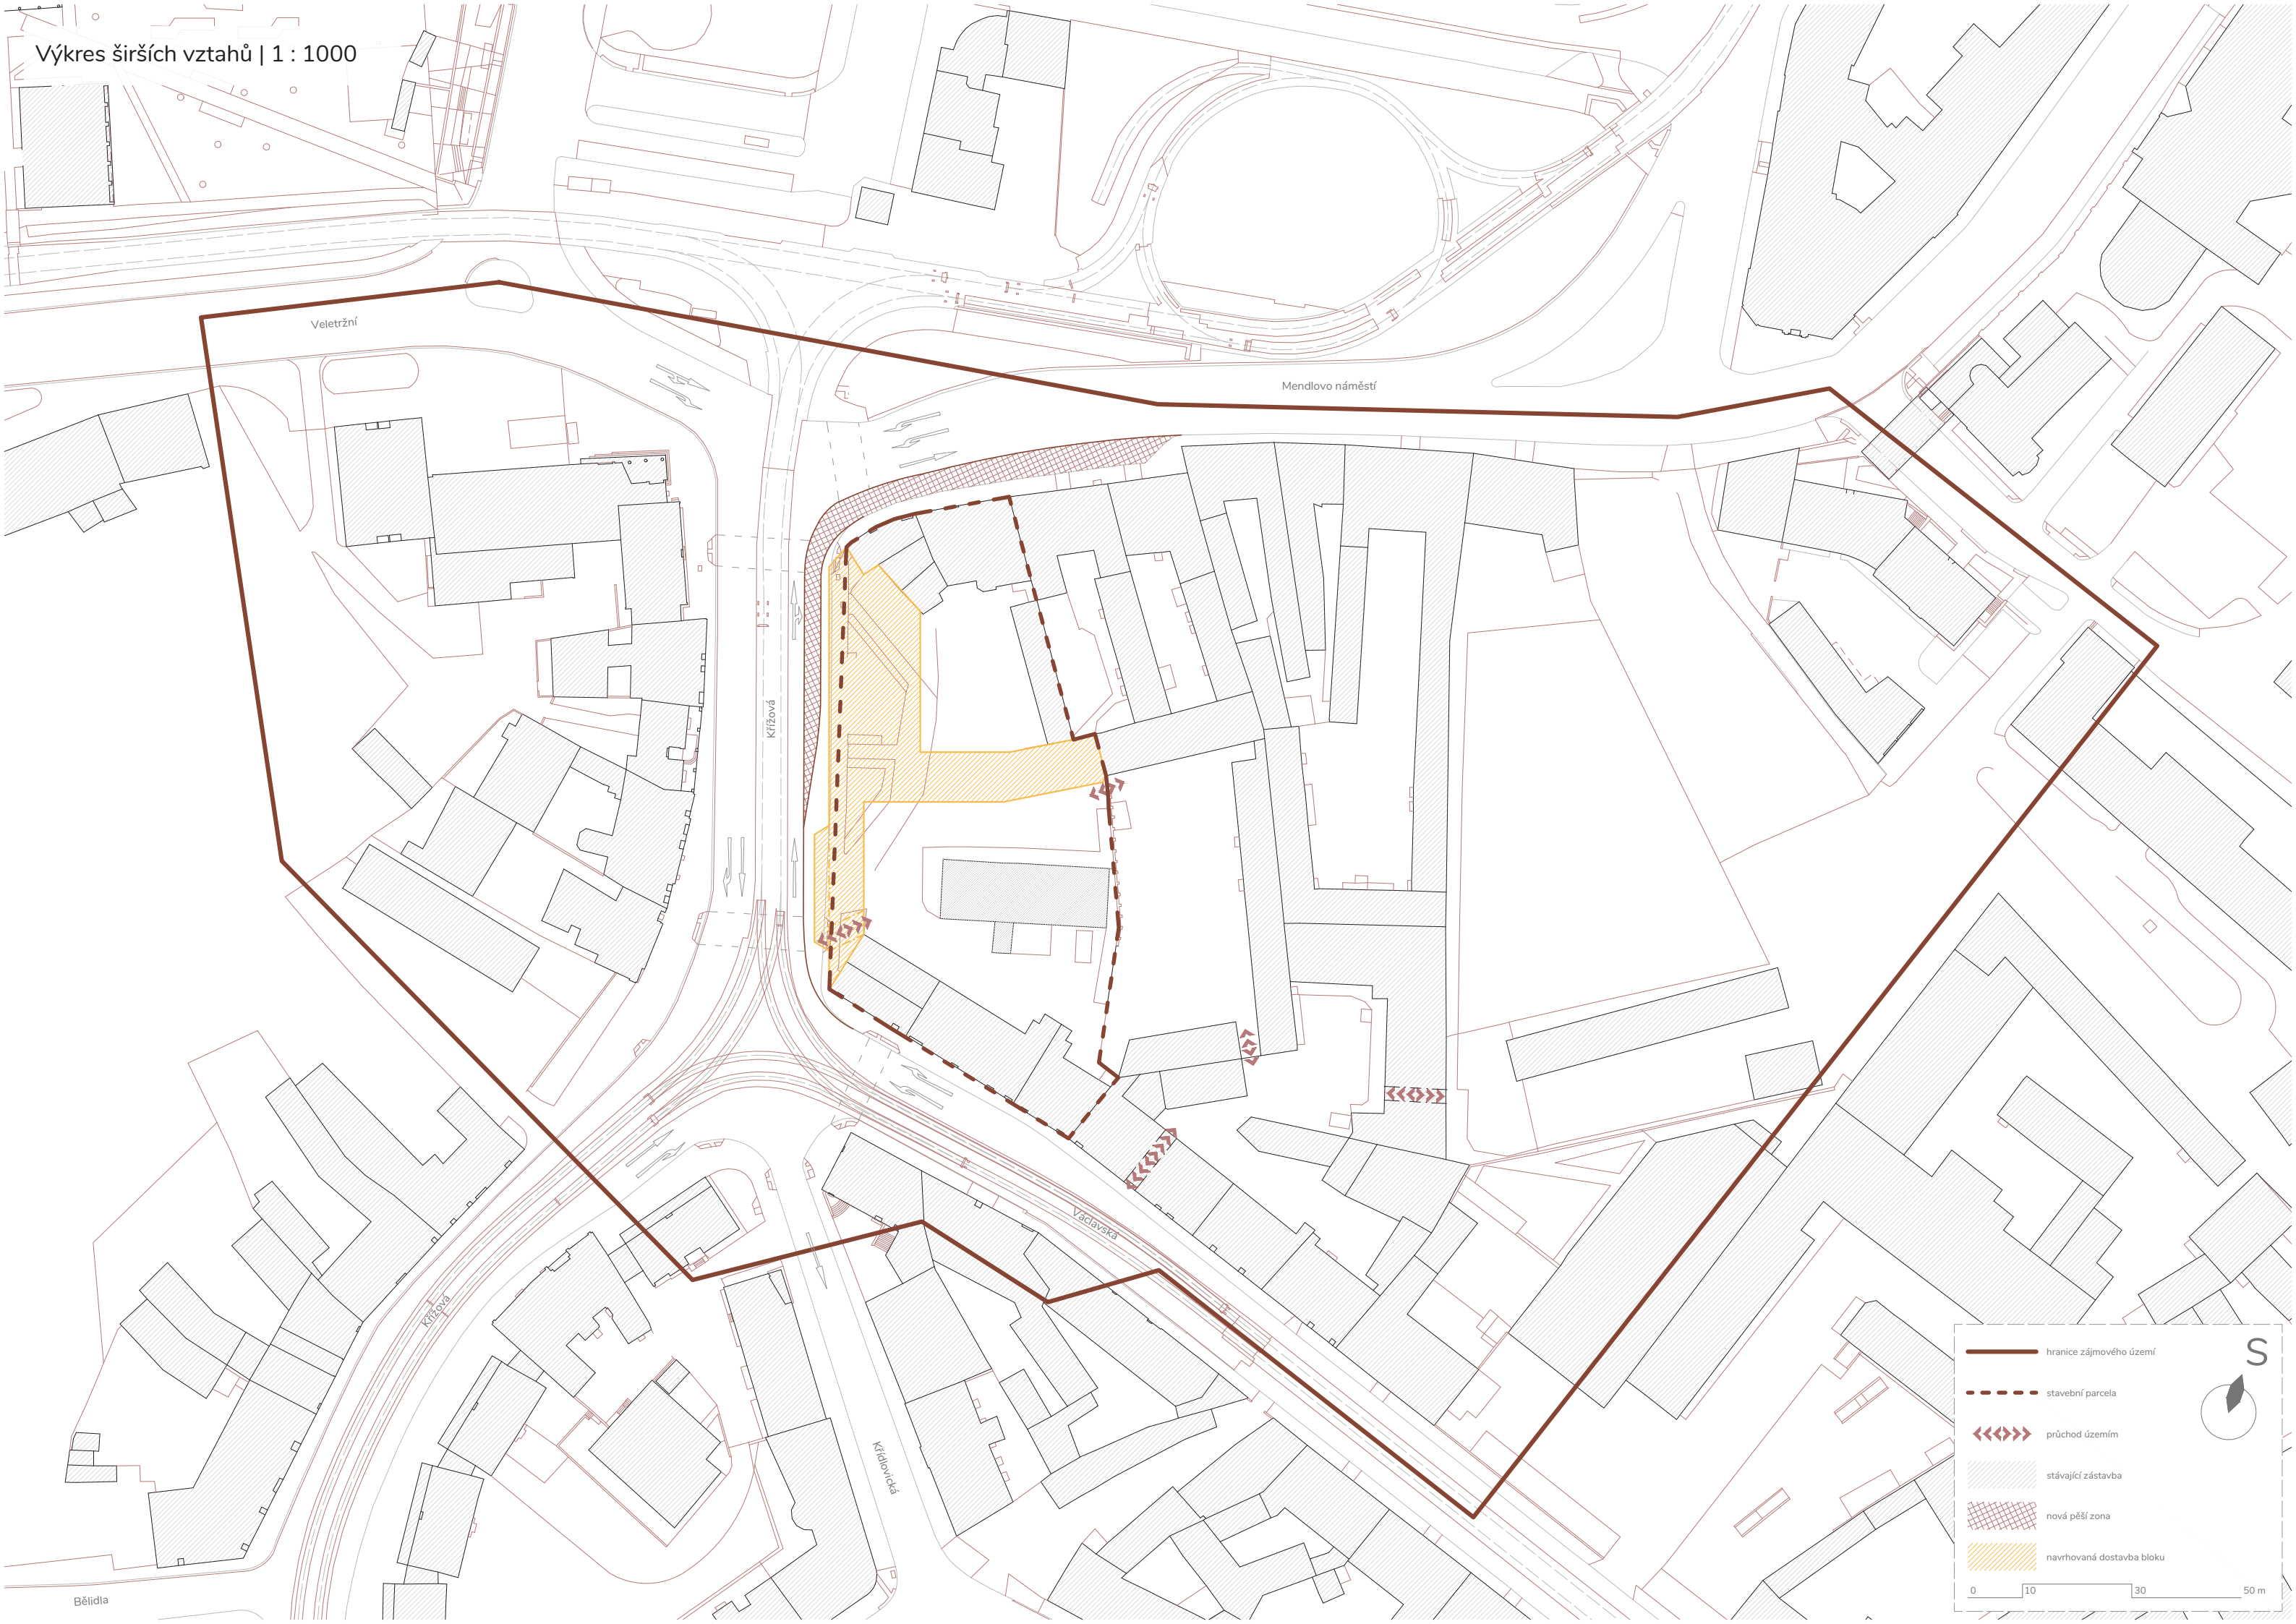 Výkres širších vztahů | 1 : 1000
Veletržní
Mendlovo náměstí
Křížová
Václavská
Křížová
Křídlovická
Bělidla
S
hranice zájmového území
stavební parcela
průchod územím
stávající zástavba
nová pěší zona
navrhovaná dostavba bloku
0 10 30 50 m